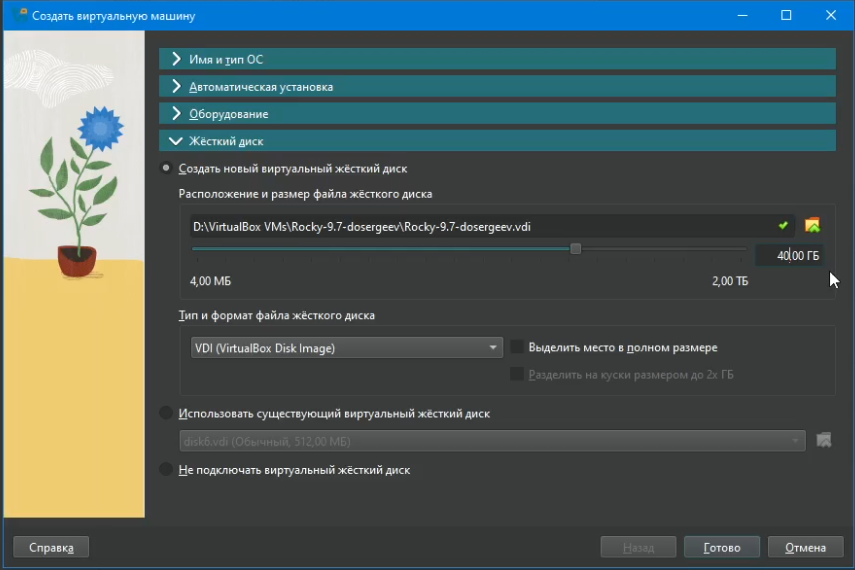 Создать виртуальную машину
Имя и тип ОС
Автоматическая установка
Оборудование
Жёсткий диск
Создать новый виртуальный жёсткий диск
Расположение и размер файла жёсткого диска
D:\VirtualBox VMs\Rocky-9.7-dosergeev\Rocky-9.7-dosergeev.vdi
40,00 ГБ
4,00 МБ 2,00 ТБ
Тип и формат файла жёсткого диска
VDI (VirtualBox Disk Image) Выделить место в полном размере
Разделить на куски размером до 2х ГБ
Использовать существующий виртуальный жёсткий диск
disk6.vdi (Обычный, 512,00 МБ)
Не подключать виртуальный жёсткий диск
Справка Назад Готово Отмена